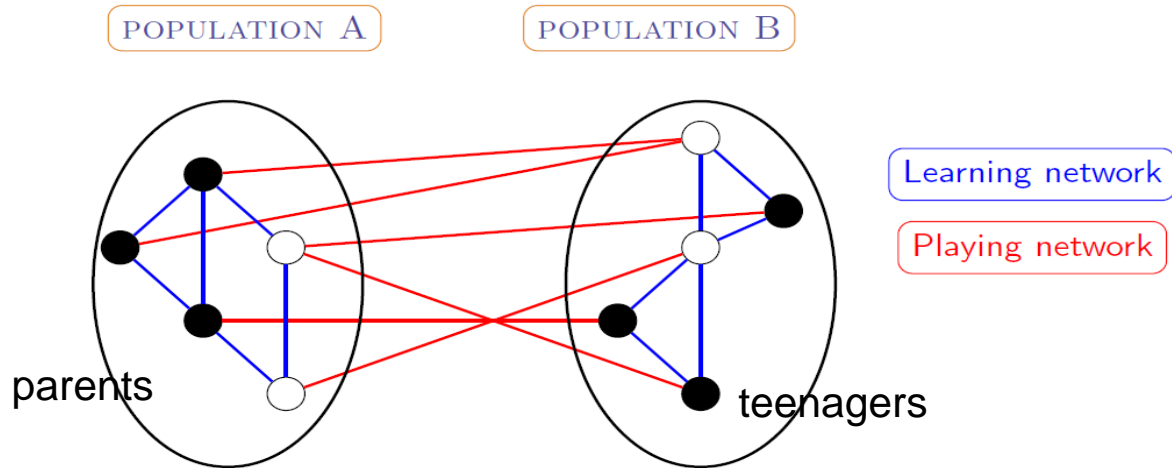 POPULATION A
POPULATION B
Learning network
Playing network
parents
teenagers